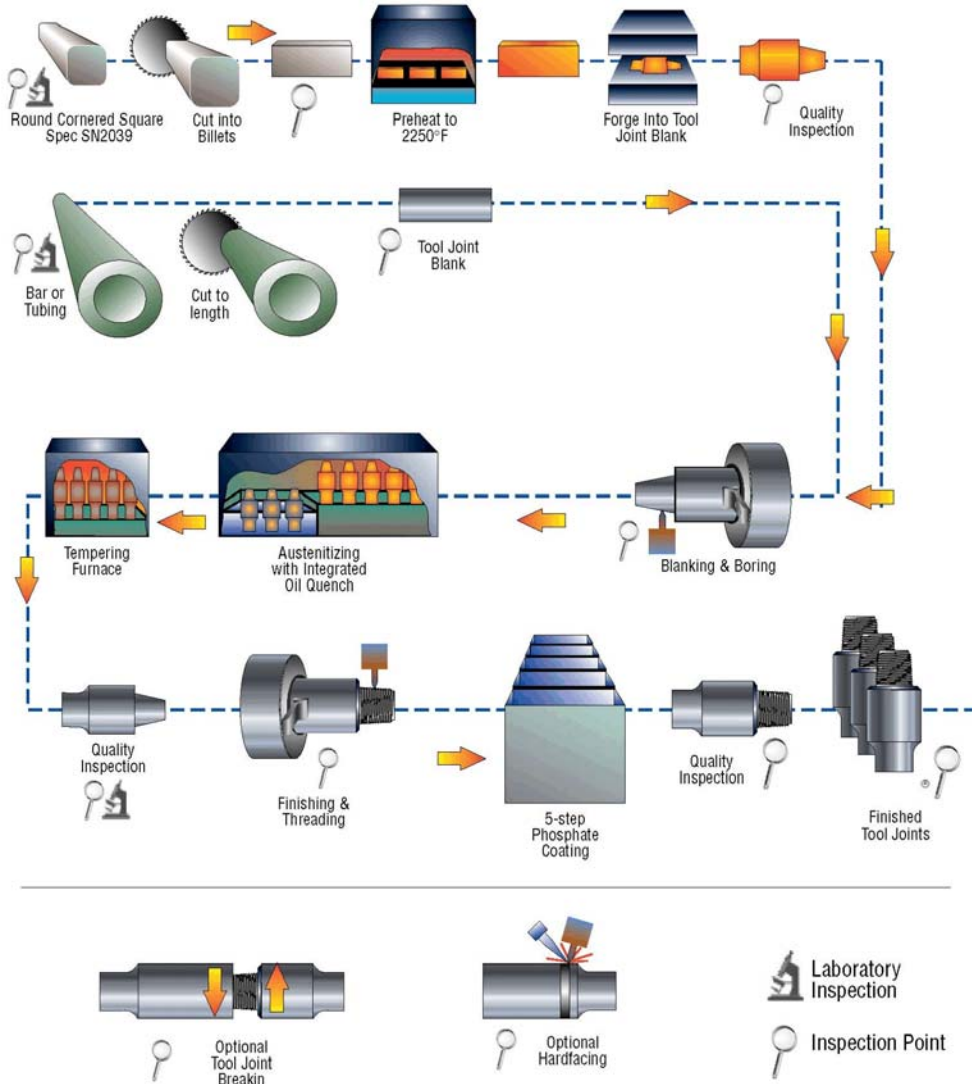 Round Cornered Square
Spec SN2039
Cut into
Billets
Preheat to
2250°F
Forge Into Tool
Joint Blank
Quality
Inspection
Bar or
Tubing
Cut to
length
Tool Joint
Blank
Tempering
Furnace
Austenitizing
with Integrated
Oil Quench
Blanking & Boring
Quality
Inspection
Finishing &
Threading
5-step
Phosphate
Coating
Quality
Inspection
Finished
Tool Joints
Optional
Tool Joint
Breakin
Optional
Hardfacing
Laboratory
Inspection
Inspection Point